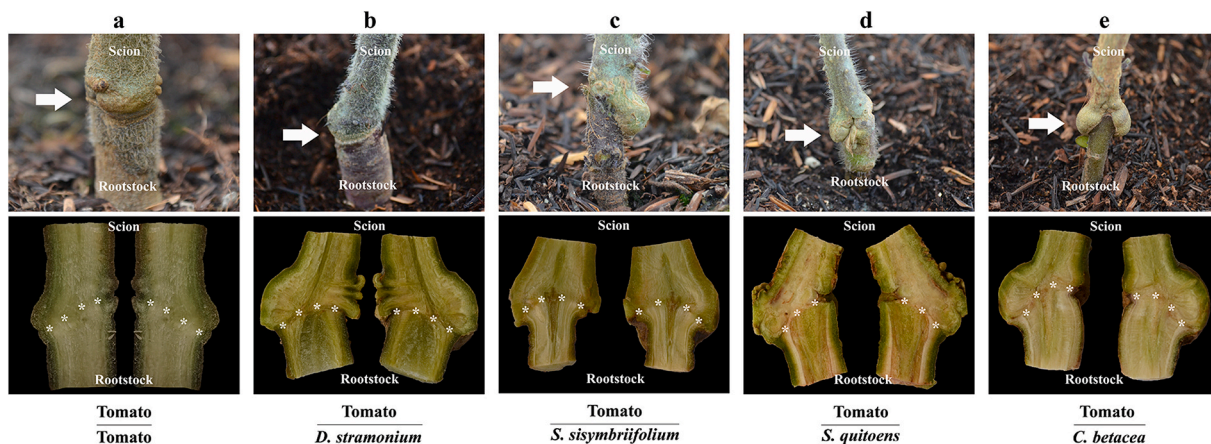 a b c d e
Scion Scion Scion Scion Scion
Rootstock Rootstock Rootstock Rootstock Rootstock
Scion Scion Scion Scion Scion
* * * * * * * * * * * * * * * * * * * * * * * * * * * * * * * * * * * *
Rootstock Rootstock Rootstock Rootstock Rootstock
Tomato Tomato Tomato Tomato Tomato
Tomato D. stramonium S. sisymbriifolium S. quitoens C. betacea